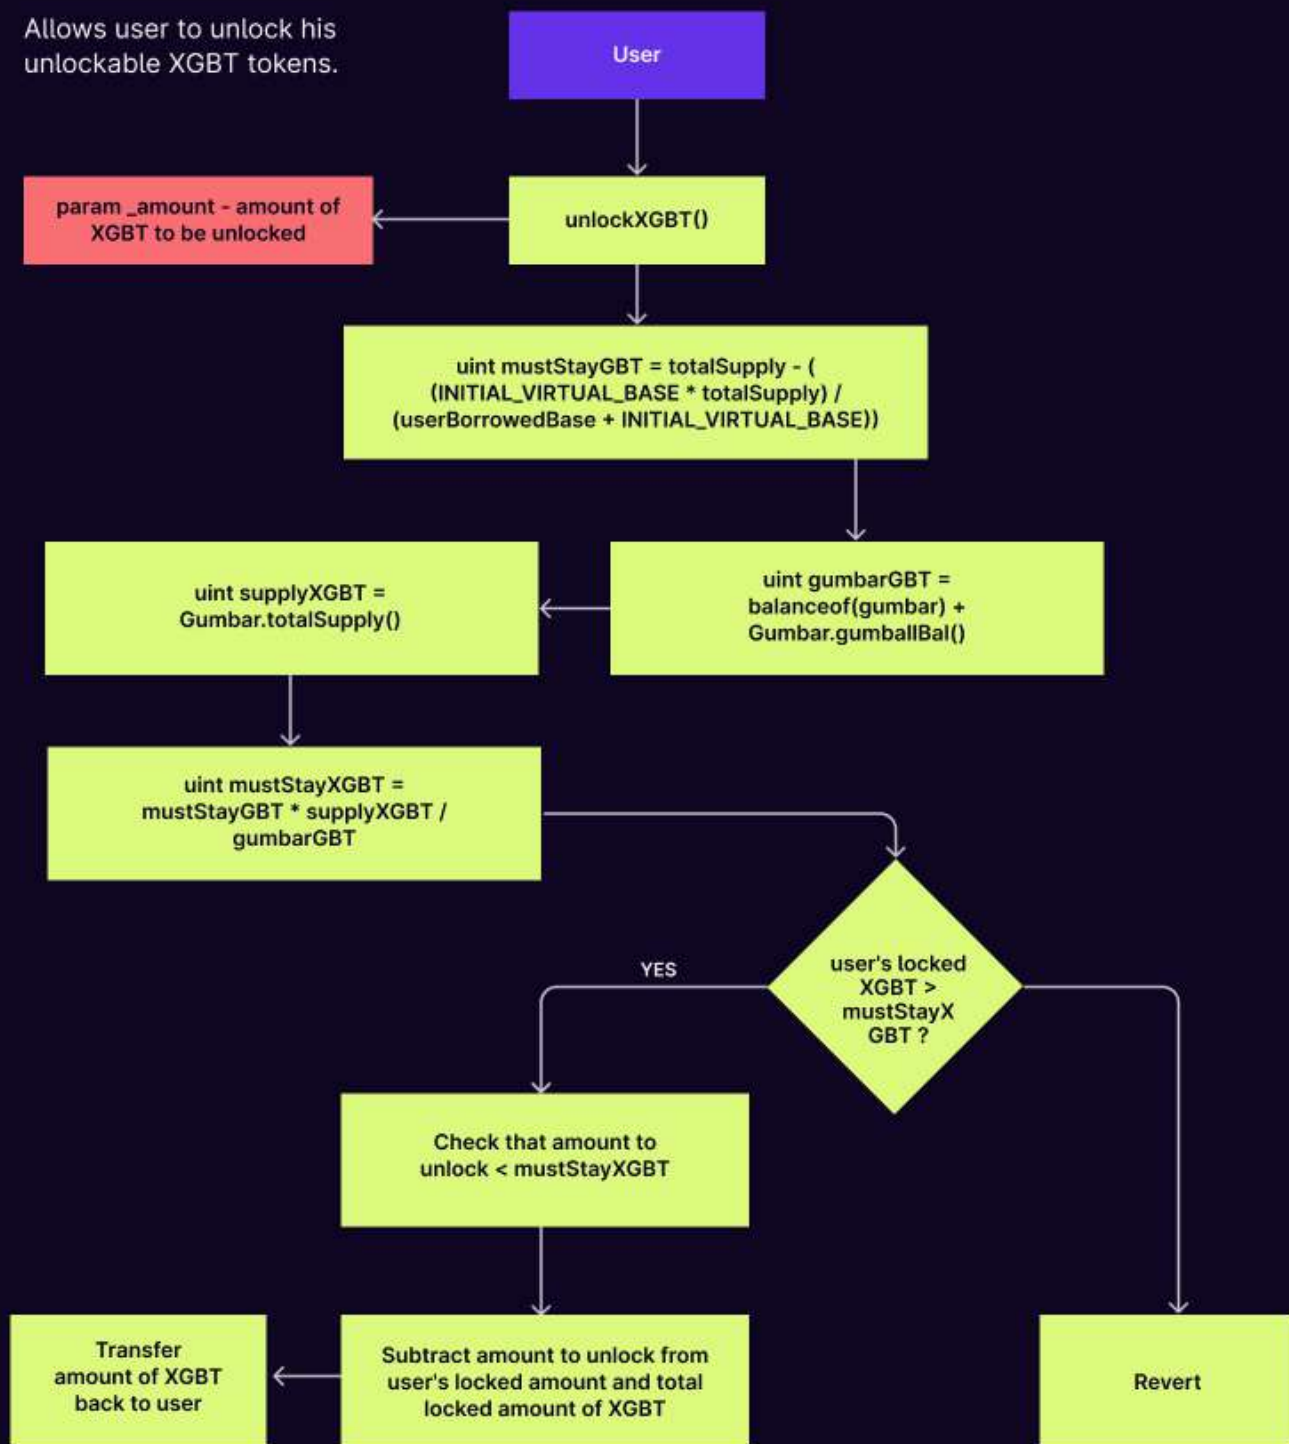 Allows user to unlock his
unlockable XGBT tokens.
User
param _amount - amount of
XGBT to be unlocked
unlockXGBT()
uint mustStayGBT = totalSupply - (
(INITIAL_VIRTUAL_BASE * totalSupply) /
(userBorrowedBase + INITIAL_VIRTUAL_BASE))
uint supplyXGBT =
Gumbar.totalSupply()
uint gumbarGBT =
balanceof(gumbar) +
Gumbar.gumballBal()
uint mustStayXGBT =
mustStayGBT * supplyXGBT /
gumbarGBT
YES
user's locked
XGBT >
mustStayX
GBT ?
Check that amount to
unlock < mustStayXGBT
Transfer
amount of XGBT
back to user
Subtract amount to unlock from
user's locked amount and total
locked amount of XGBT
Revert